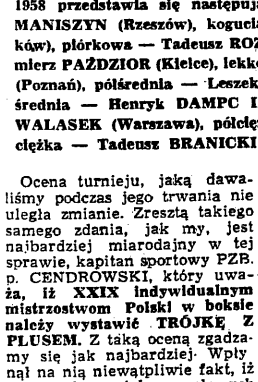 1958 przedstawia się następują
MANISZYN (Rzeszów), kogucia
ków), piórkowa — Tadeusz ROZ
mierz PAŹDZIOR (Kielce), lekko
(Poznań), półśrednia — Leszek
średnia — Henryk DAMPC I
WALASEK (Warszawa), półcię
ciężka — Tadeusz BRANICKI
Ocena turnieju, jaką dawa-
liśmy podczas jego trwania nie
uległa zmianie. Zresztą takiego
samego zdania, jak my, jest
najbardziej miarodajny w tej
sprawie, kapitan sportowy PZB.
p. CENDROWSKI, który uwa-
ża, iż XXIX indywidualnym
mistrzostwom Polski w boksie
należy wystawić TRÓJKĘ Z
PLUSEM. Z taką oceną zgadza-
my się jak najbardziej. Wpły
nął na nią niewątpliwie fakt, iż